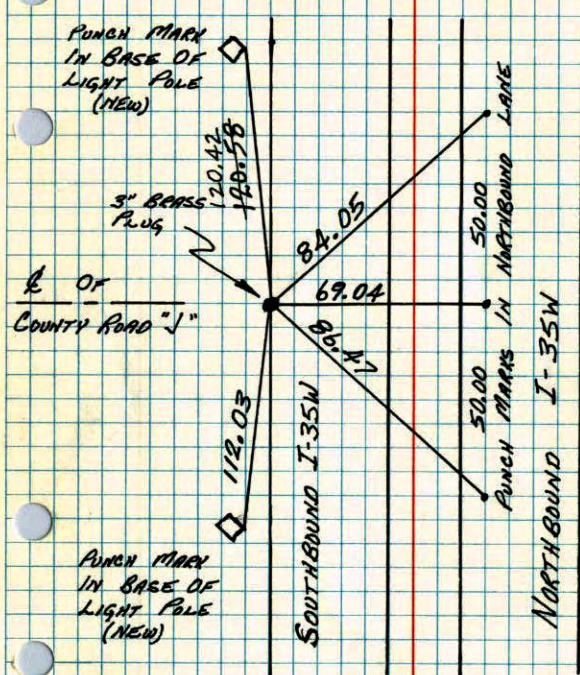 PUNCH MARK
IN BASE OF
LIGHT POLE
(NEW)
120.42
120.58
3" BRASS
PLUG
℄ OF
COUNTY ROAD "J"
84.05
69.04
86.47
112.03
50.00
50.00
PUNCH MARKS IN NORTHBOUND LANE
SOUTHBOUND I-35W
NORTHBOUND I-35W
PUNCH MARK
IN BASE OF
LIGHT POLE
(NEW)